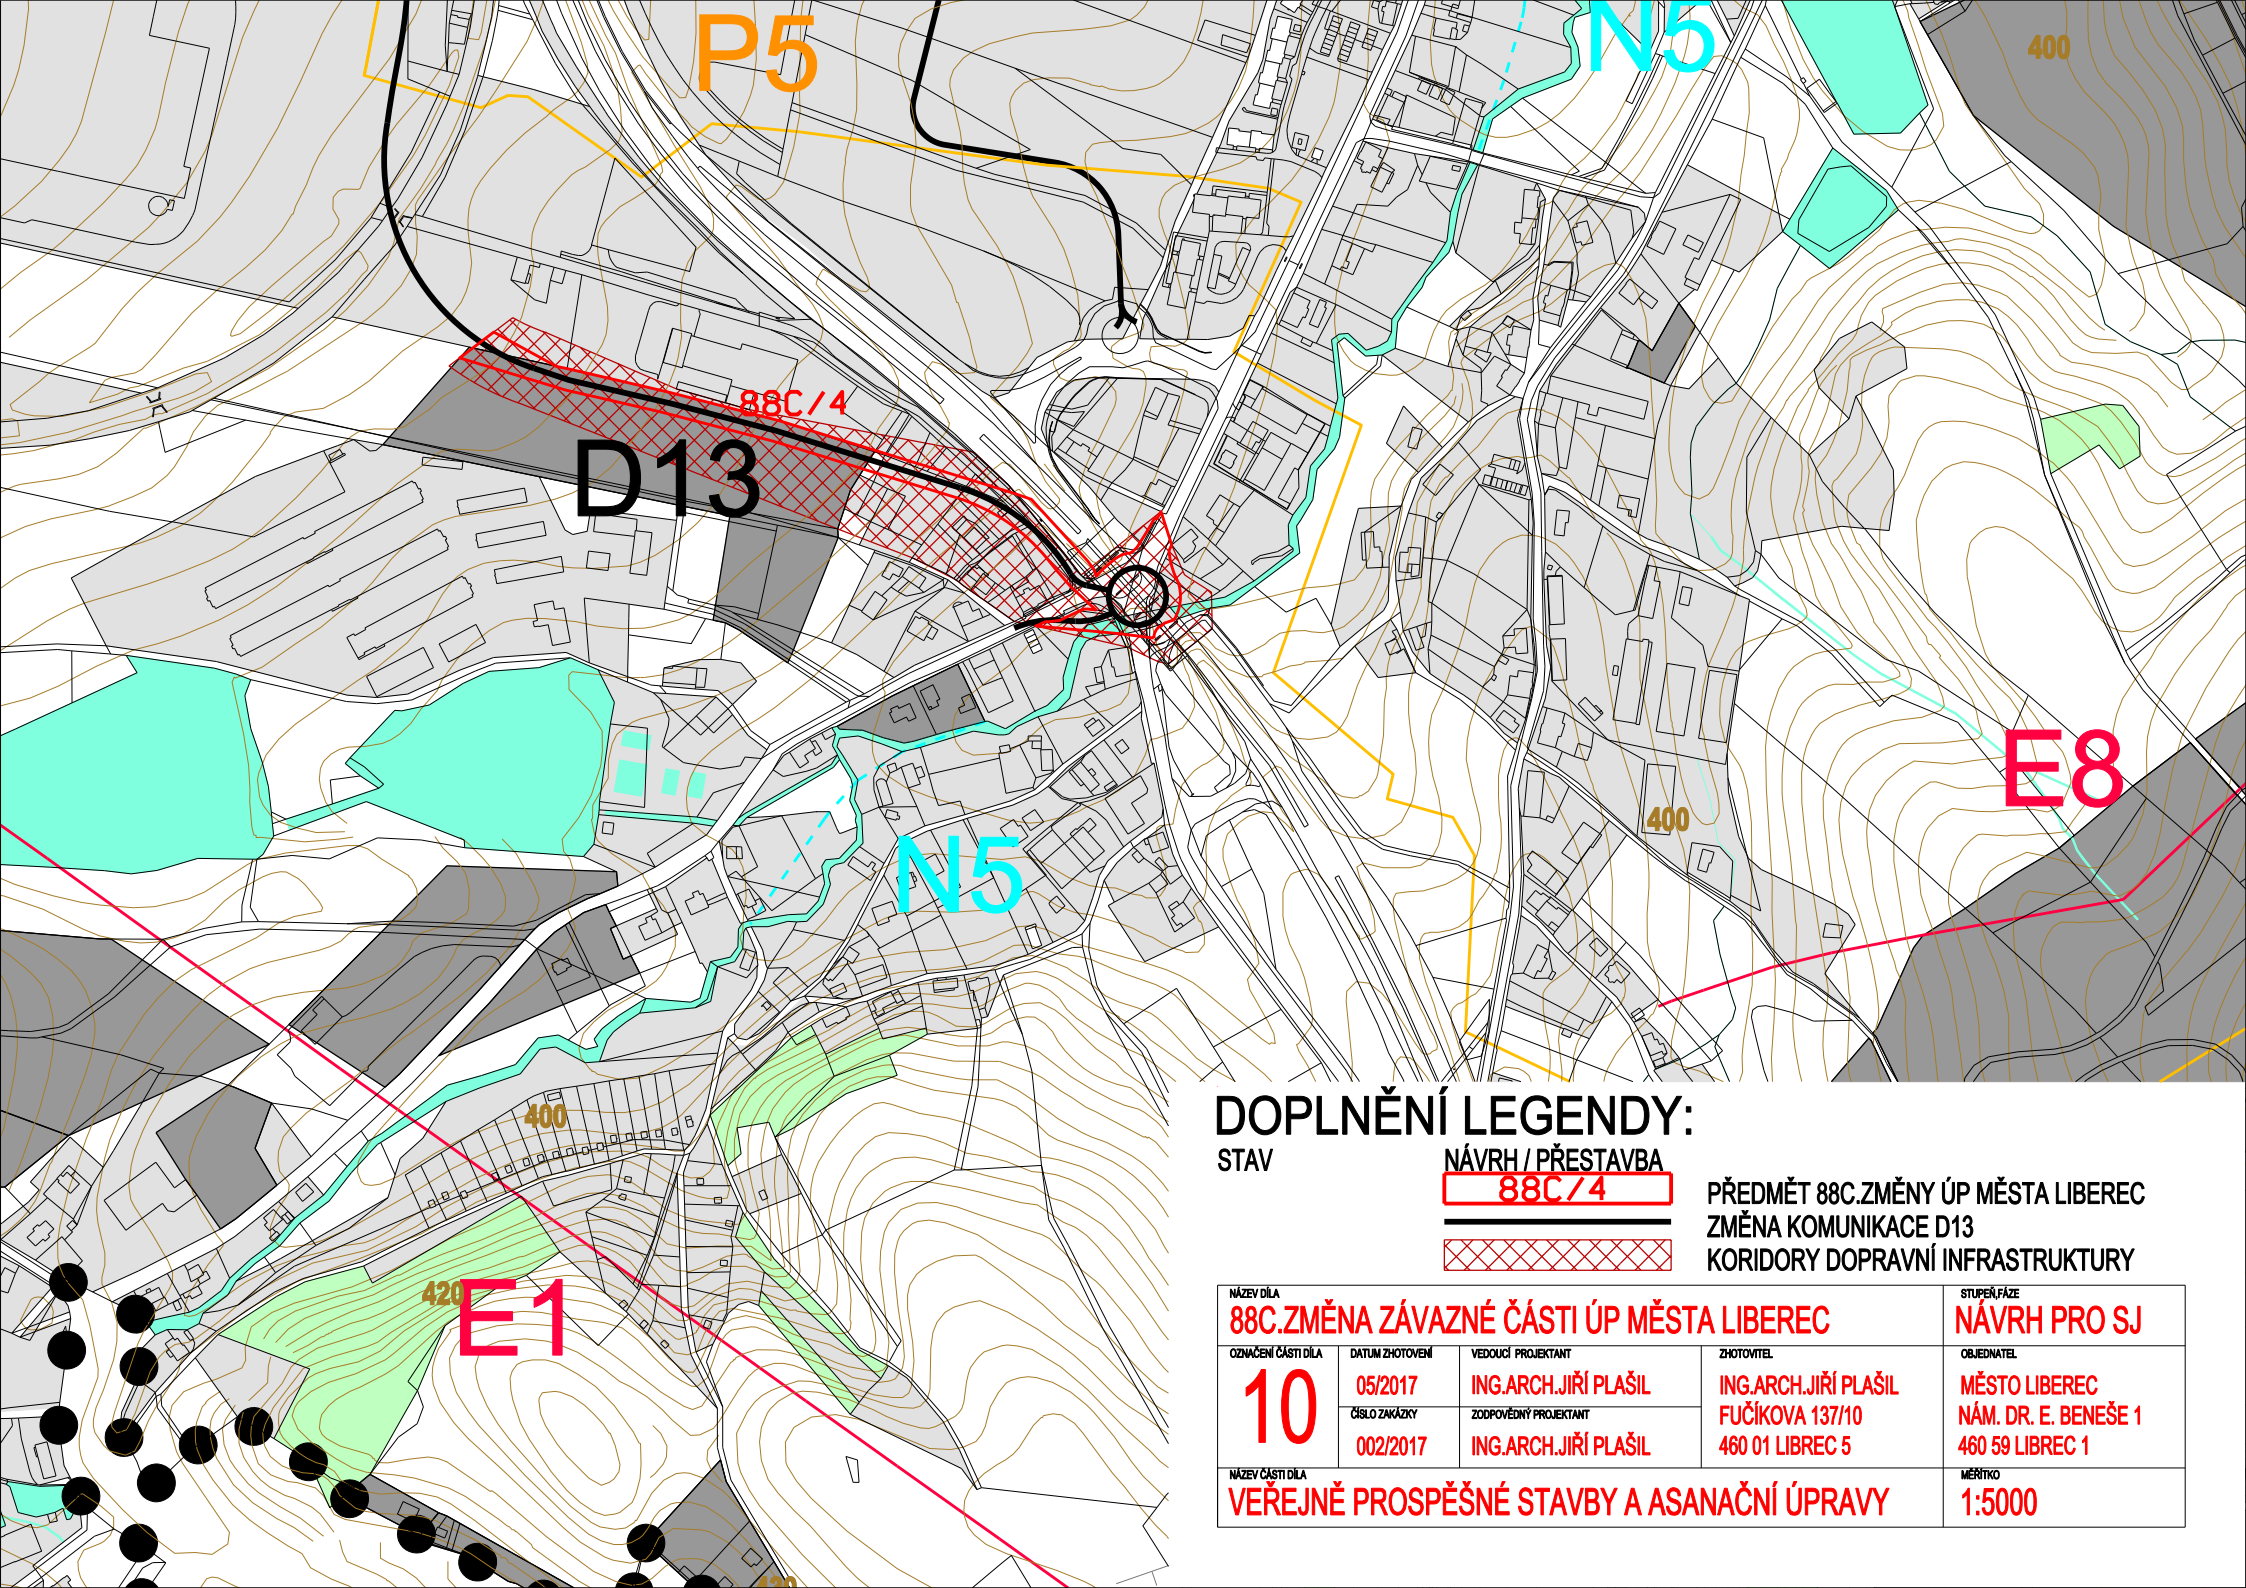 P5
N5
400
88C/4
D13
E8
400
N5
400
420
E1
420
DOPLNĚNÍ LEGENDY:
STAV
NÁVRH / PŘESTAVBA
88C/4
PŘEDMĚT 88C.ZMĚNY ÚP MĚSTA LIBEREC
ZMĚNA KOMUNIKACE D13
KORIDORY DOPRAVNÍ INFRASTRUKTURY
NÁZEV DÍLA
88C.ZMĚNA ZÁVAZNÉ ČÁSTI ÚP MĚSTA LIBEREC
STUPEŇ,FÁZE
NÁVRH PRO SJ
OZNAČENÍ ČÁSTI DÍLA
10
DATUM ZHOTOVENÍ
05/2017
ČÍSLO ZAKÁZKY
002/2017
VEDOUCÍ PROJEKTANT
ING.ARCH.JIŘÍ PLAŠIL
ZODPOVĚDNÝ PROJEKTANT
ING.ARCH.JIŘÍ PLAŠIL
ZHOTOVITEL
ING.ARCH.JIŘÍ PLAŠIL
FUČÍKOVA 137/10
460 01 LIBREC 5
OBJEDNATEL
MĚSTO LIBEREC
NÁM. DR. E. BENEŠE 1
460 59 LIBREC 1
NÁZEV ČÁSTI DÍLA
VEŘEJNĚ PROSPĚŠNÉ STAVBY A ASANAČNÍ ÚPRAVY
MĚŘÍTKO
1:5000